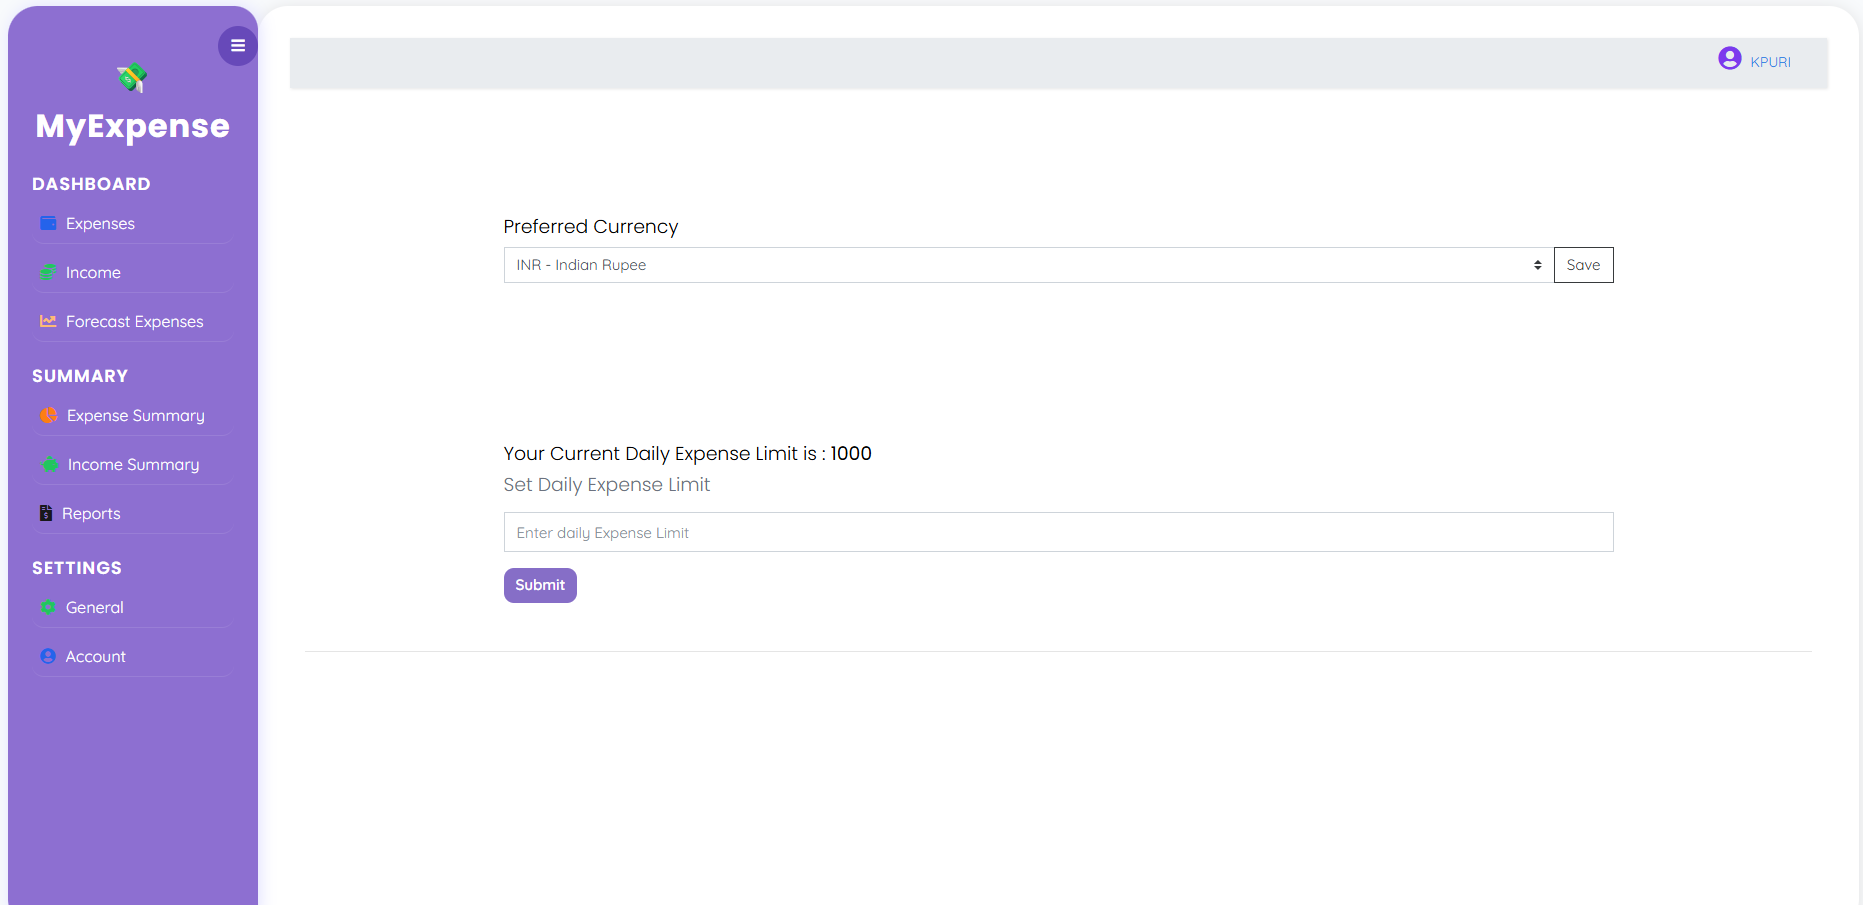 MyExpense
DASHBOARD
Expenses
Income
Forecast Expenses
SUMMARY
Expense Summary
Income Summary
Reports
SETTINGS
General
Account
KPURI
Preferred Currency
INR - Indian Rupee
Save
Your Current Daily Expense Limit is : 1000
Set Daily Expense Limit
Enter daily Expense Limit
Submit